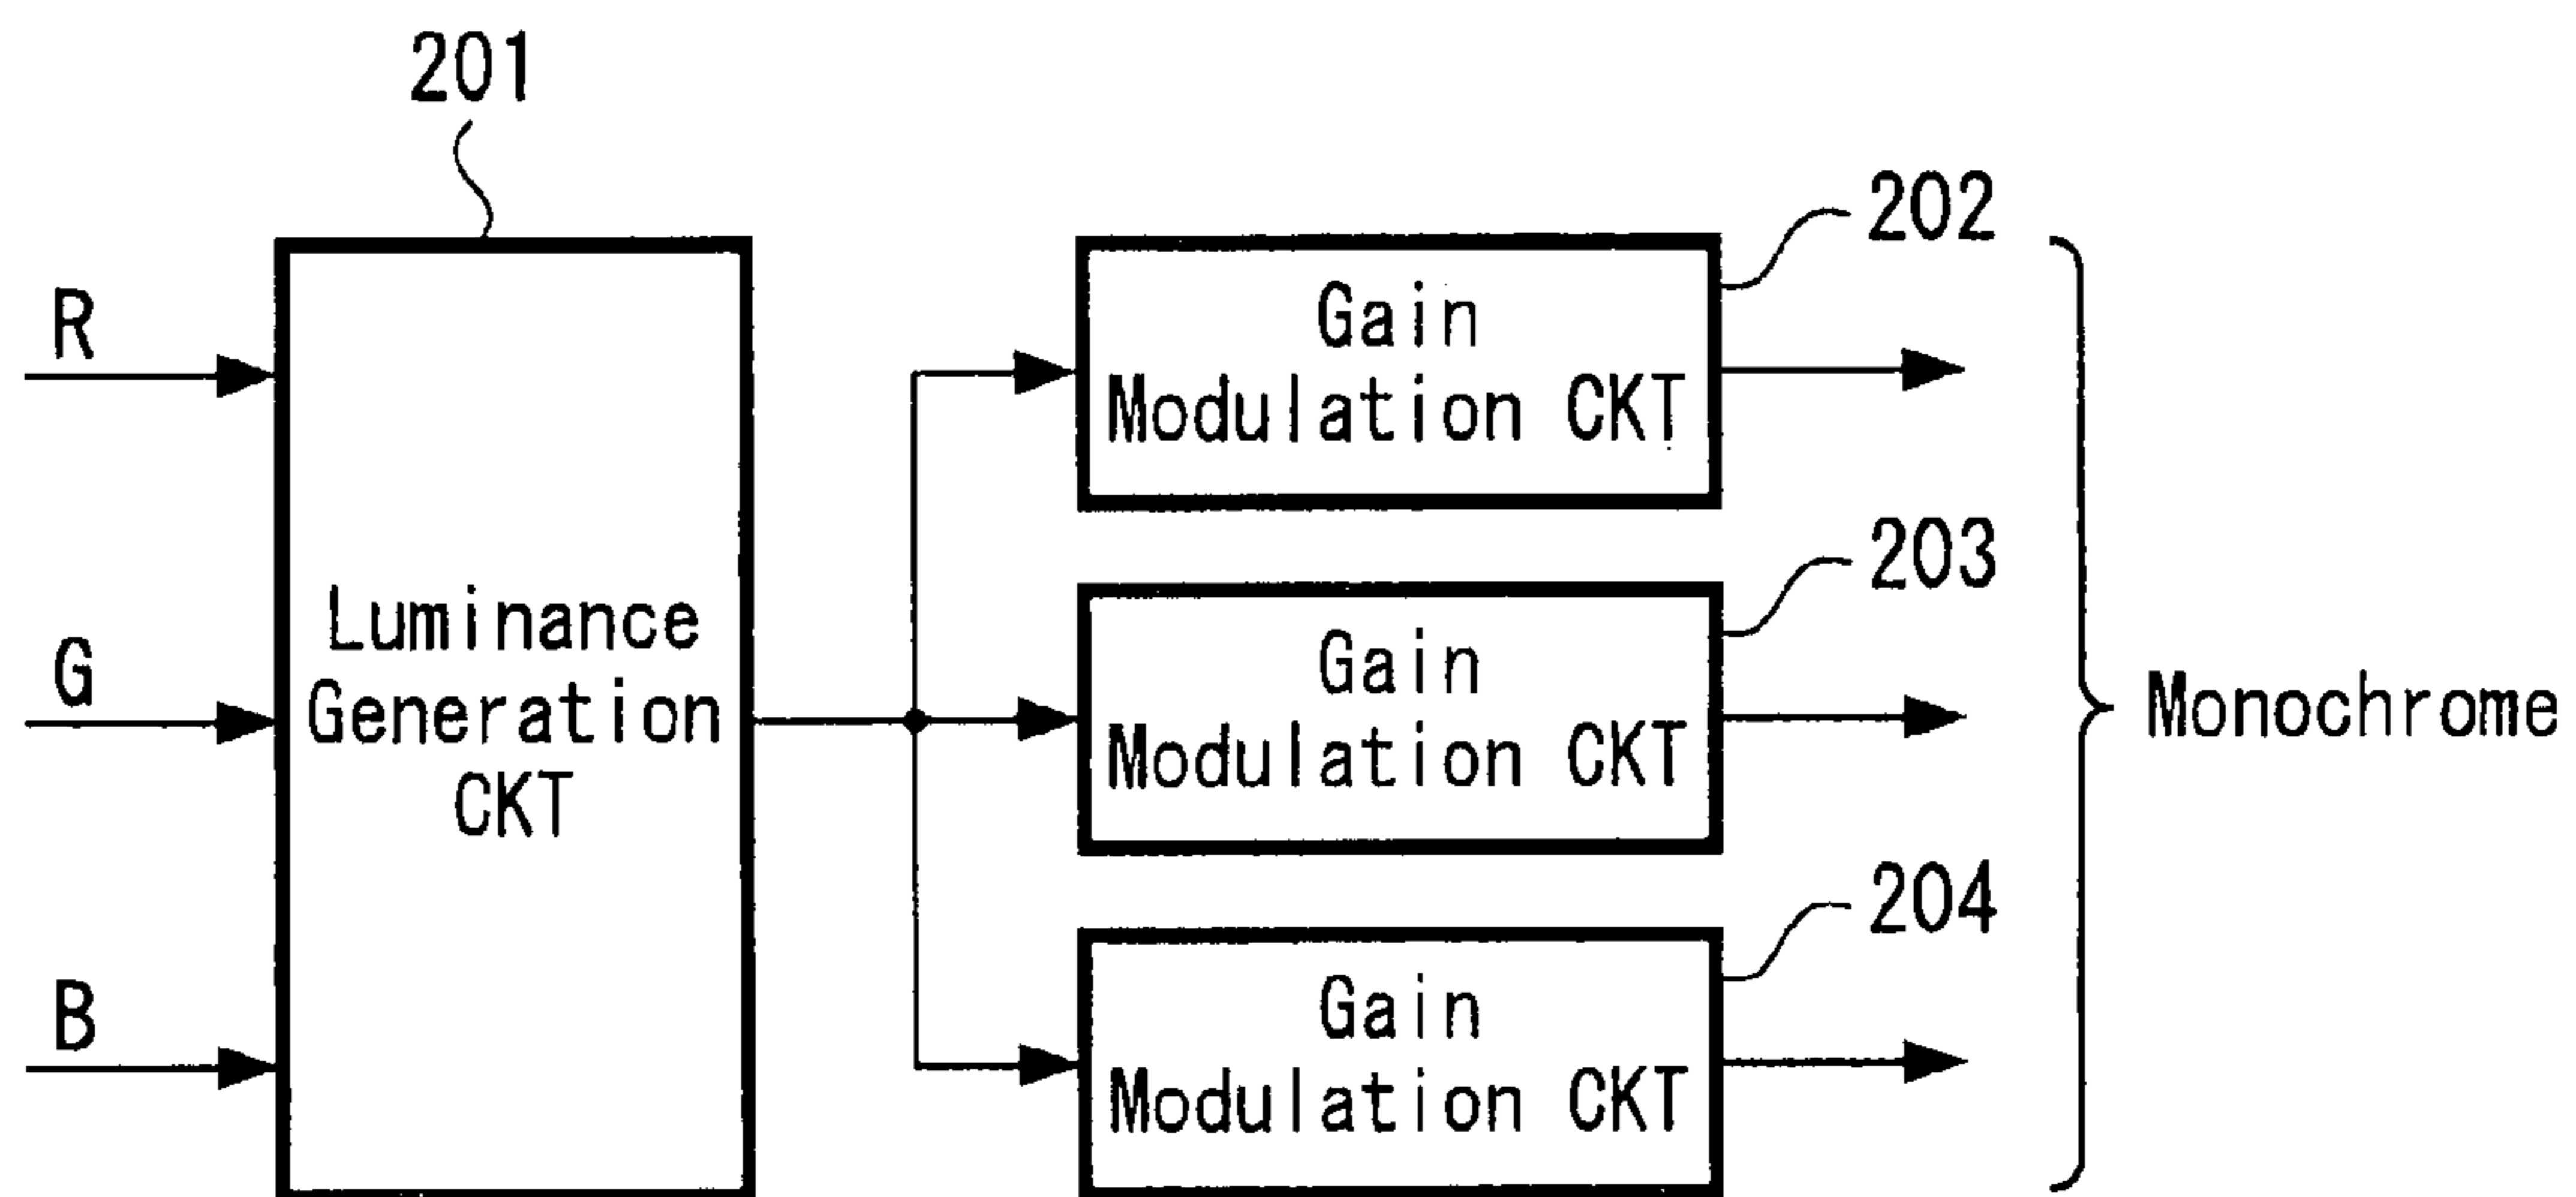 201
R
G
B
Luminance
Generation
CKT
202
Gain
Modulation CKT
203
Gain
Modulation CKT
204
Gain
Modulation CKT
Monochrome